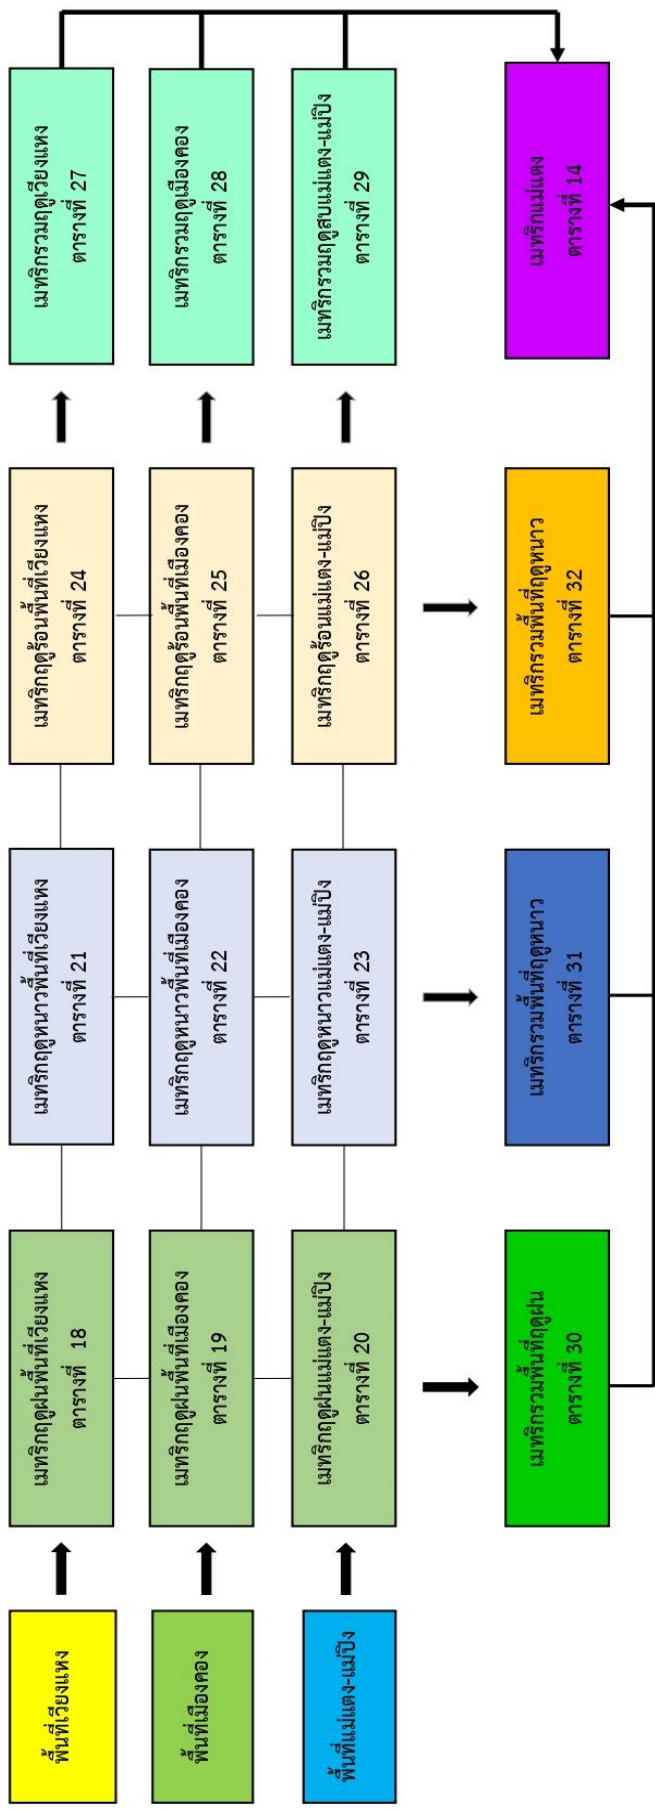 พื้นที่เวียงแหง
เมทริกฤดูฝนพื้นที่เวียงแหง
ตารางที่ 18
เมทริกฤดูหนาวพื้นที่เวียงแหง
ตารางที่ 21
เมทริกฤดูร้อนพื้นที่เวียงแหง
ตารางที่ 24
เมทริกรวมฤดูเวียงแหง
ตารางที่ 27
พื้นที่เมืองคอง
เมทริกฤดูฝนพื้นที่เมืองคอง
ตารางที่ 19
เมทริกฤดูหนาวพื้นที่เมืองคอง
ตารางที่ 22
เมทริกฤดูร้อนพื้นที่เมืองคอง
ตารางที่ 25
เมทริกรวมฤดูเมืองคอง
ตารางที่ 28
พื้นที่แม่แตง-แม่ปิง
เมทริกฤดูฝนแม่แตง-แม่ปิง
ตารางที่ 20
เมทริกฤดูหนาวแม่แตง-แม่ปิง
ตารางที่ 23
เมทริกฤดูร้อนแม่แตง-แม่ปิง
ตารางที่ 26
เมทริกรวมฤดูสบแม่แตง-แม่ปิง
ตารางที่ 29
เมทริกรวมพื้นที่ฤดูฝน
ตารางที่ 30
เมทริกรวมพื้นที่ฤดูหนาว
ตารางที่ 31
เมทริกรวมพื้นที่ฤดูหนาว
ตารางที่ 32
เมทริกแม่แตง
ตารางที่ 14